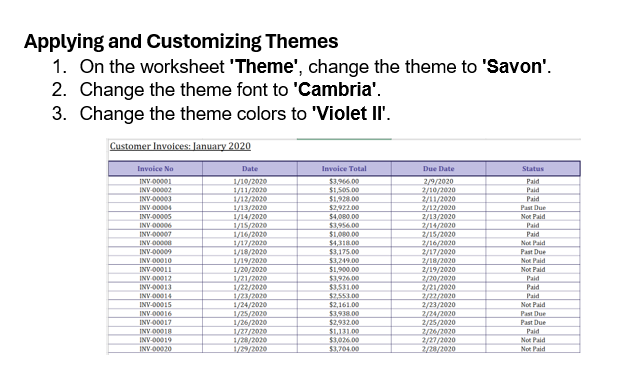 Applying and Customizing Themes
1. On the worksheet 'Theme', change the theme to 'Savon'.
2. Change the theme font to 'Cambria'.
3. Change the theme colors to 'Violet II'.
Customer Invoices: January 2020
Invoice No Date Invoice Total Due Date Status
INV-00001 1/10/2020 $3,966.00 2/9/2020 Paid
INV-00002 1/11/2020 $1,505.00 2/10/2020 Paid
INV-00003 1/12/2020 $1,928.00 2/11/2020 Paid
INV-00004 1/13/2020 $2,922.00 2/12/2020 Past Due
INV-00005 1/14/2020 $4,080.00 2/13/2020 Not Paid
INV-00006 1/15/2020 $3,956.00 2/14/2020 Paid
INV-00007 1/16/2020 $1,080.00 2/15/2020 Paid
INV-00008 1/17/2020 $4,318.00 2/16/2020 Not Paid
INV-00009 1/18/2020 $3,175.00 2/17/2020 Past Due
INV-00010 1/19/2020 $3,249.00 2/18/2020 Not Paid
INV-00011 1/20/2020 $1,900.00 2/19/2020 Not Paid
INV-00012 1/21/2020 $3,926.00 2/20/2020 Paid
INV-00013 1/22/2020 $3,531.00 2/21/2020 Paid
INV-00014 1/23/2020 $2,553.00 2/22/2020 Paid
INV-00015 1/24/2020 $2,161.00 2/23/2020 Not Paid
INV-00016 1/25/2020 $3,938.00 2/24/2020 Past Due
INV-00017 1/26/2020 $2,932.00 2/25/2020 Past Due
INV-00018 1/27/2020 $1,131.00 2/26/2020 Paid
INV-00019 1/28/2020 $3,026.00 2/27/2020 Not Paid
INV-00020 1/29/2020 $3,704.00 2/28/2020 Not Paid